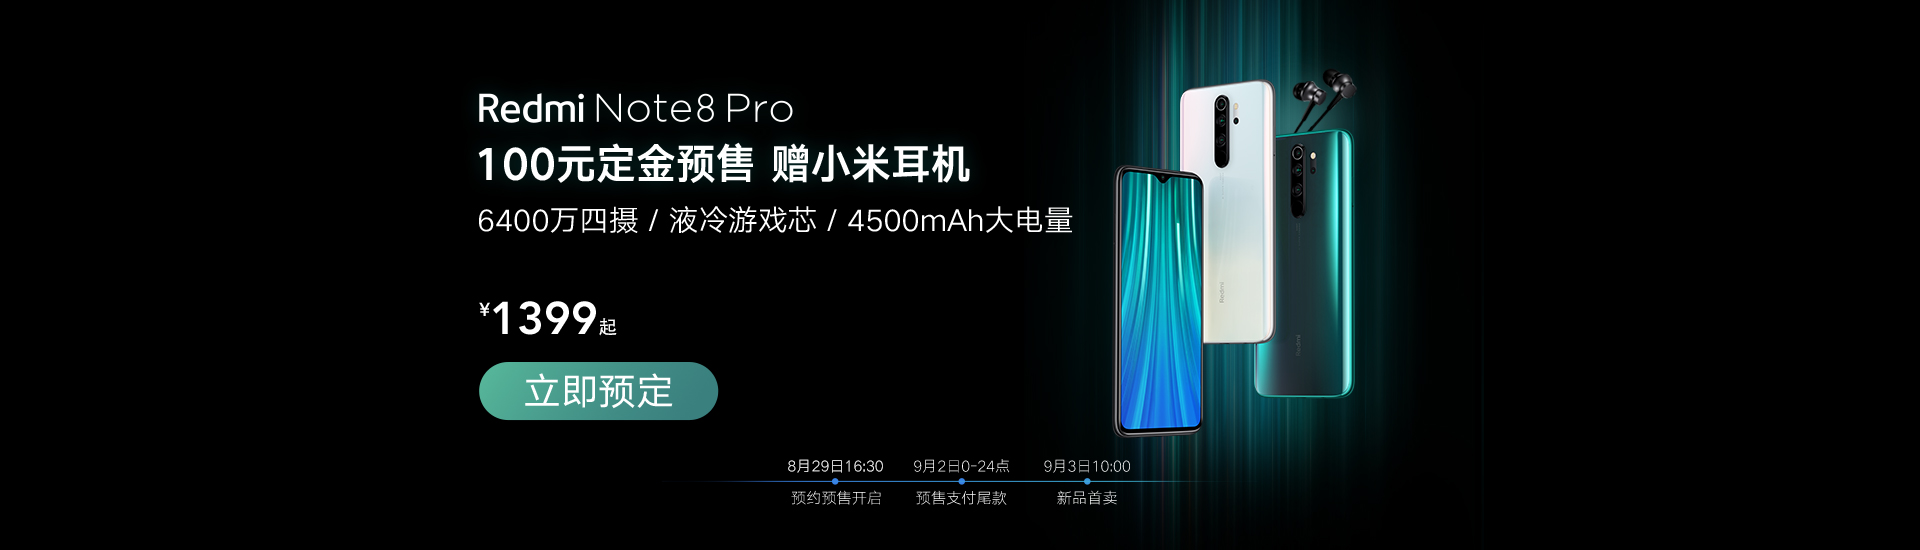 Redmi Note8 Pro
100元定金预售 赠小米耳机
6400万四摄 / 液冷游戏芯 / 4500mAh大电量
¥1399起
立即预定
8月29日16:30 9月2日0-24点 9月3日10:00
预约预售开启 预售支付尾款 新品首卖
Redmi
Redmi